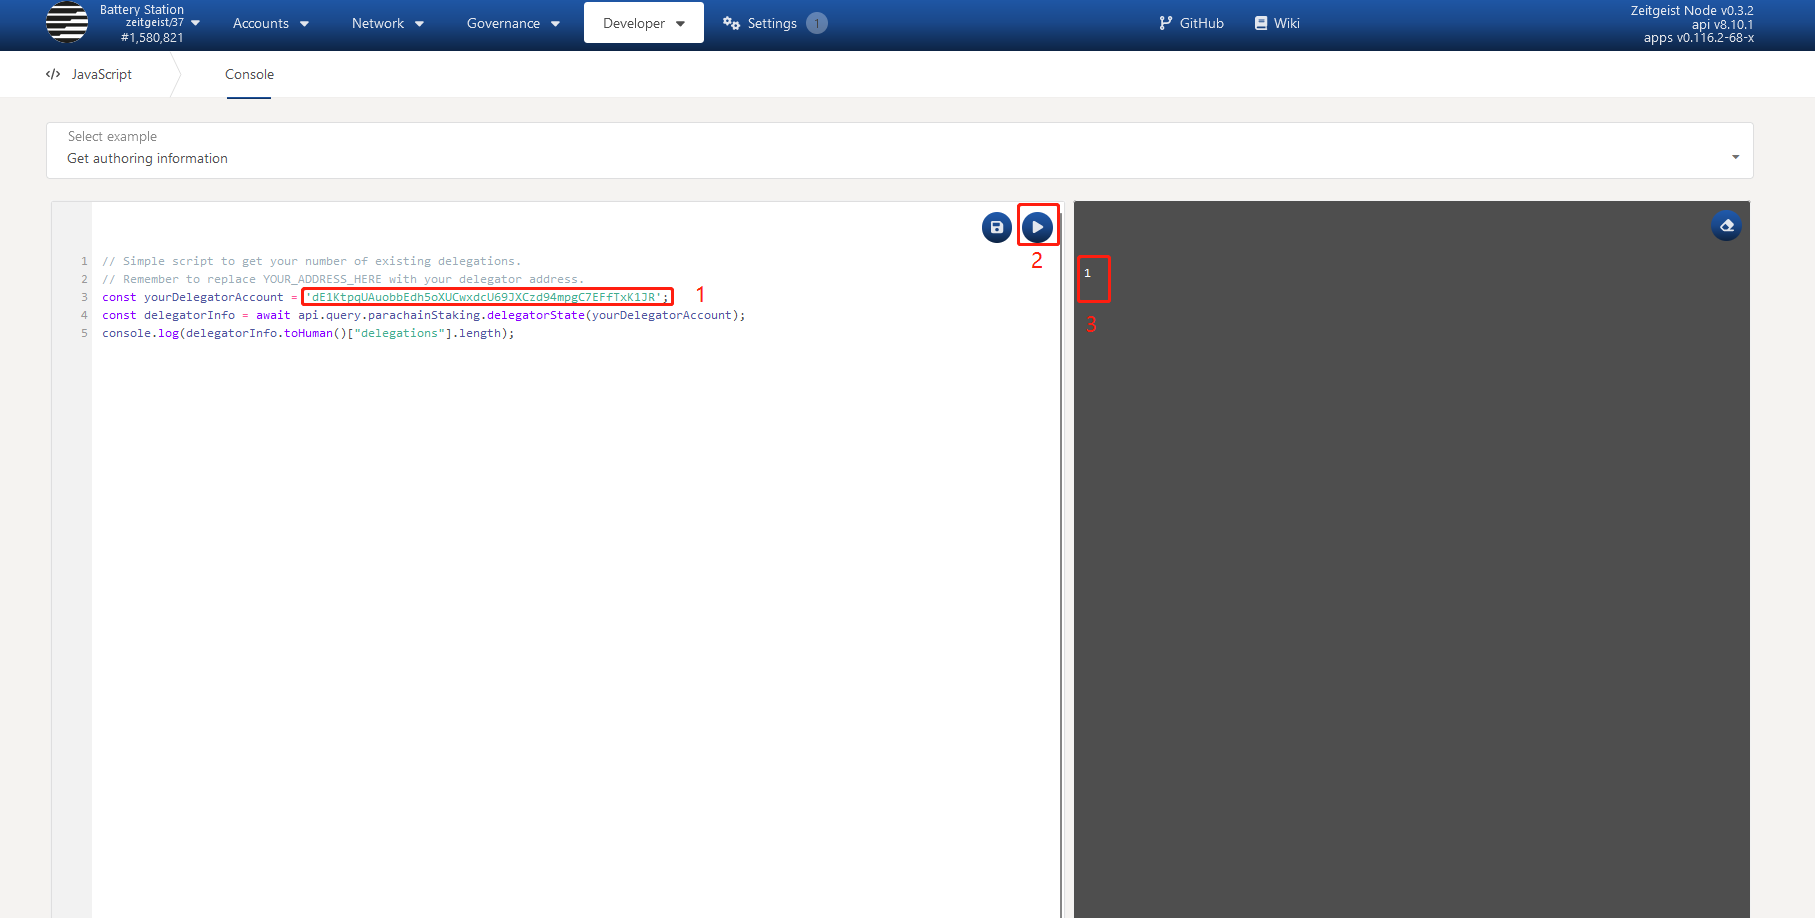 Battery Station
zeitgeist/37
#1,580,821
Accounts
Network
Governance
Developer
Settings
1
GitHub
Wiki
Zeitgeist Node v0.3.2
api v8.10.1
apps v0.116.2-68-x
</> JavaScript
Console
Select example
Get authoring information
2
1 // Simple script to get your number of existing delegations.
2 // Remember to replace YOUR_ADDRESS_HERE with your delegator address.
3 const yourDelegatorAccount = 'dE1KtpqUAuobbEdh5oXUCwxdcU69JXCzd94mpgC7EFfTxK1JR'; 1
4 const delegatorInfo = await api.query.parachainStaking.delegatorState(yourDelegatorAccount);
5 console.log(delegatorInfo.toHuman()["delegations"].length);
1
3